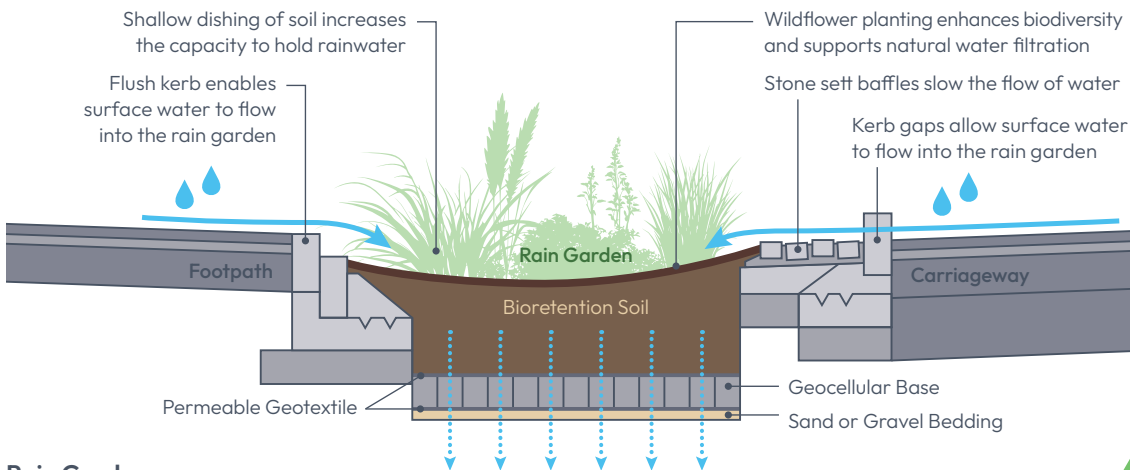 Shallow dishing of soil increases
the capacity to hold rainwater
Wildflower planting enhances biodiversity
and supports natural water filtration
Flush kerb enables
surface water to flow
into the rain garden
Stone sett baffles slow the flow of water
Kerb gaps allow surface water
to flow into the rain garden
Footpath
Rain Garden
Carriageway
Bioretention Soil
Permeable Geotextile
Geocellular Base
Sand or Gravel Bedding